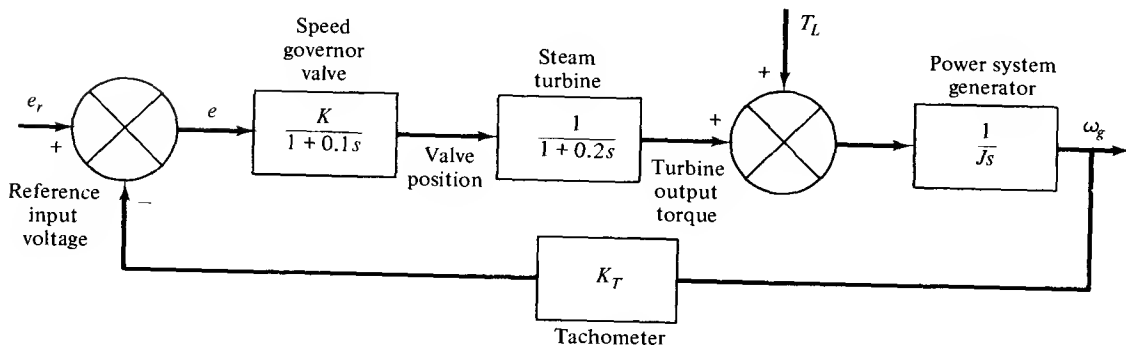 Speed
governor
valve
Steam
turbine
T_L
Power system
generator
e_r
+
e
K
1 + 0.1s
Valve
position
1
1 + 0.2s
+
Turbine
output
torque
+
1
Js
ω_g
Reference
input
voltage
−
K_T
Tachometer